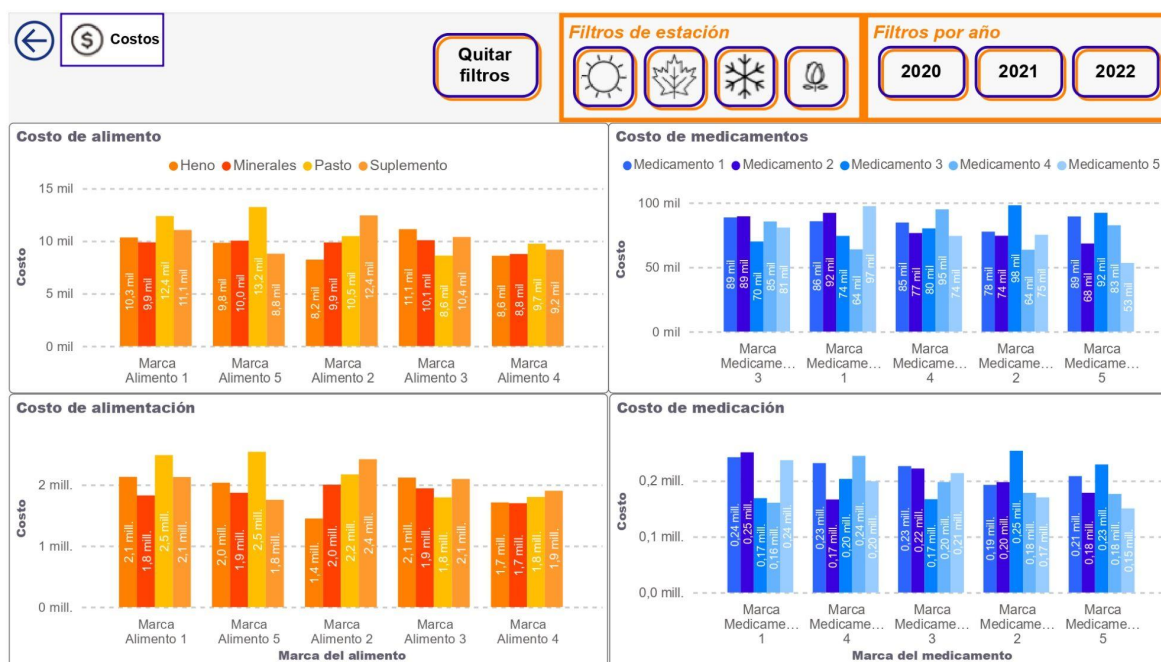 Costos
Quitar
filtros
Filtros de estación
Filtros por año
2020
2021
2022
Costo de alimento
Heno
Minerales
Pasto
Suplemento
Costo
15 mil
10 mil
5 mil
0 mil
10,3 mil
9,9 mil
12,4 mil
11,1 mil
9,8 mil
10,0 mil
13,2 mil
8,8 mil
8,2 mil
9,9 mil
10,5 mil
12,4 mil
11,1 mil
10,1 mil
8,6 mil
10,4 mil
8,6 mil
8,8 mil
9,7 mil
9,2 mil
Marca
Alimento 1
Marca
Alimento 5
Marca
Alimento 2
Marca
Alimento 3
Marca
Alimento 4
Costo de medicamentos
Medicamento 1
Medicamento 2
Medicamento 3
Medicamento 4
Medicamento 5
Costo
100 mil
50 mil
0 mil
89 mil
89 mil
70 mil
85 mil
81 mil
86 mil
92 mil
74 mil
64 mil
97 mil
85 mil
77 mil
80 mil
95 mil
74 mil
78 mil
74 mil
98 mil
64 mil
75 mil
89 mil
68 mil
92 mil
83 mil
53 mil
Marca
Medicame…
3
Marca
Medicame…
1
Marca
Medicame…
4
Marca
Medicame…
2
Marca
Medicame…
5
Costo de alimentación
Costo
2 mill.
1 mill.
0 mill.
2,1 mill.
1,8 mill.
2,5 mill.
2,1 mill.
2,0 mill.
1,9 mill.
2,5 mill.
1,8 mill.
1,4 mill.
2,0 mill.
2,2 mill.
2,4 mill.
2,1 mill.
1,9 mill.
1,8 mill.
2,1 mill.
1,7 mill.
1,7 mill.
1,8 mill.
1,9 mill.
Marca
Alimento 1
Marca
Alimento 5
Marca
Alimento 2
Marca
Alimento 3
Marca
Alimento 4
Marca del alimento
Costo de medicación
Costo
0,2 mill.
0,1 mill.
0,0 mill.
0,24 mill.
0,25 mill.
0,17 mill.
0,16 mill.
0,24 mill.
0,23 mill.
0,17 mill.
0,20 mill.
0,24 mill.
0,20 mill.
0,23 mill.
0,22 mill.
0,17 mill.
0,20 mill.
0,21 mill.
0,19 mill.
0,20 mill.
0,25 mill.
0,18 mill.
0,17 mill.
0,21 mill.
0,18 mill.
0,23 mill.
0,18 mill.
0,15 mill.
Marca
Medicame…
1
Marca
Medicame…
4
Marca
Medicame…
3
Marca
Medicame…
2
Marca
Medicame…
5
Marca del medicamento